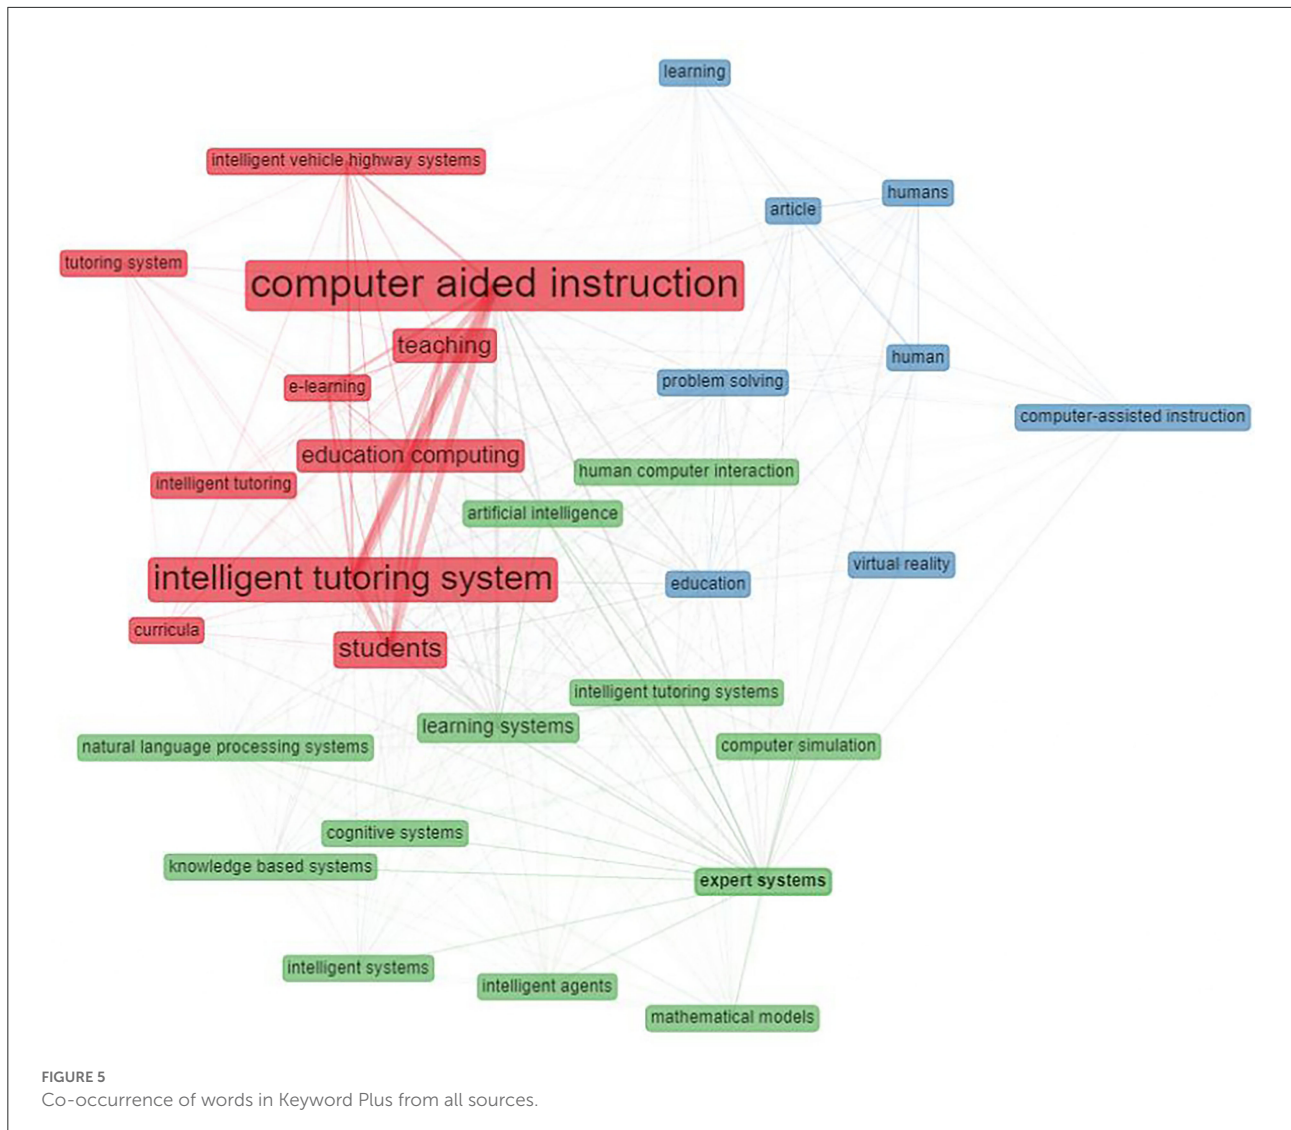 learning
intelligent vehicle highway systems
humans
article
tutoring system
computer aided instruction
teaching
human
problem solving
e-learning
computer-assisted instruction
education computing
human computer interaction
intelligent tutoring
artificial intelligence
virtual reality
intelligent tutoring system
education
curricula
students
intelligent tutoring systems
learning systems
natural language processing systems
computer simulation
cognitive systems
knowledge based systems
expert systems
intelligent systems
intelligent agents
mathematical models
FIGURE 5
Co-occurrence of words in Keyword Plus from all sources.